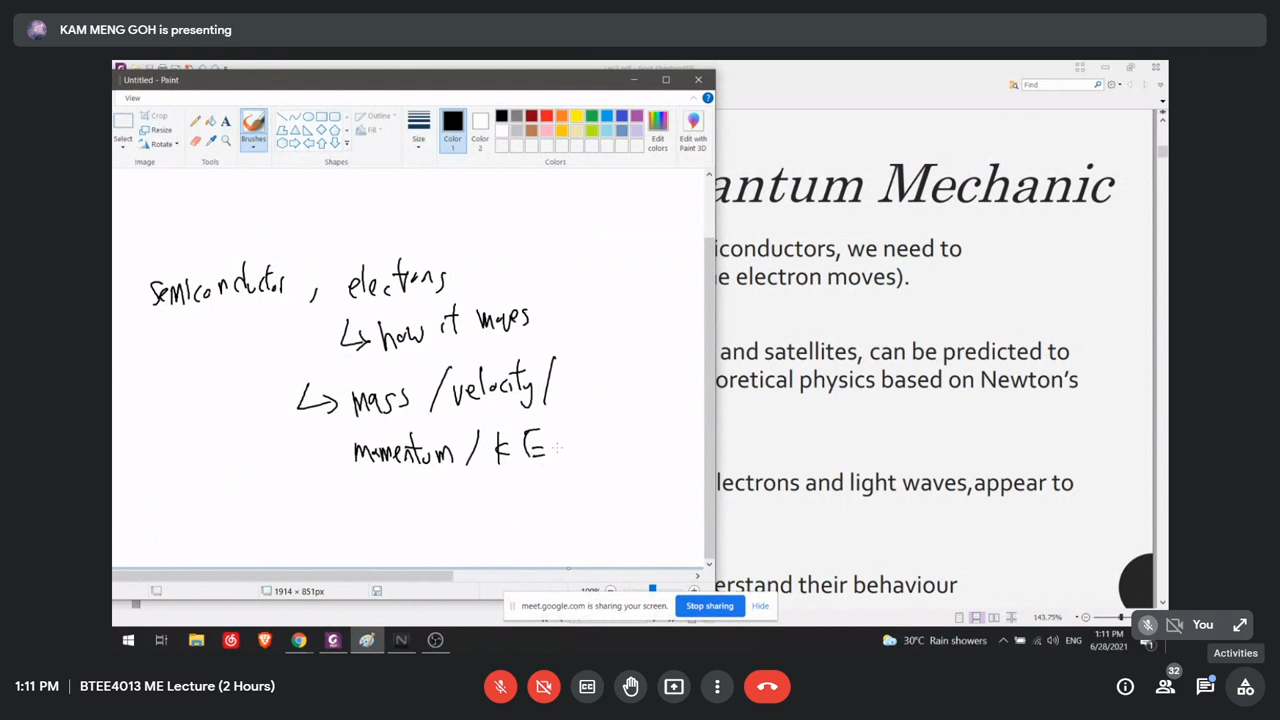 KAM MENG GOH is presenting
Untitled - Paint
View
Find
Select
Crop
Resize
Rotate
Image
Tools
Brushes
Shapes
Outline
Fill
Size
Color 1
Color 2
Edit colors
Edit with Paint 3D
Colors
antum Mechanic
iconductors, we need to
e electron moves).
and satellites, can be predicted to
oretical physics based on Newton's
lectrons and light waves,appear to
erstand their behaviour
semiconductor, electrons
↳ how it moves
↳ mass / velocity /
momentum / KE
1914 × 851px
100%
meet.google.com is sharing your screen.
Stop sharing
Hide
143.75%
You
30°C Rain showers
ENG
1:11 PM
6/28/2021
Activities
1:11 PM | BTEE4013 ME Lecture (2 Hours)
32